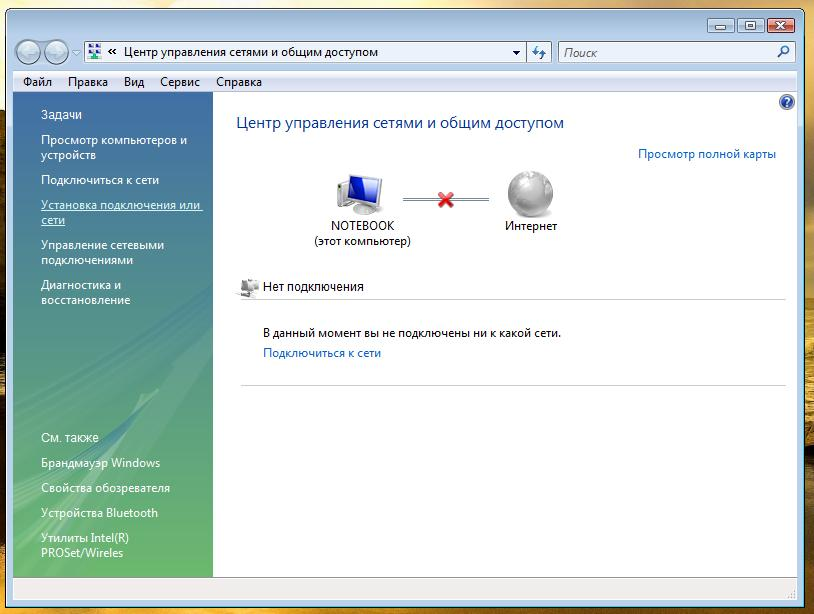 « Центр управления сетями и общим доступом
Поиск
Файл Правка Вид Сервис Справка
Задачи
Просмотр компьютеров и
устройств
Подключиться к сети
Установка подключения или
сети
Управление сетевыми
подключениями
Диагностика и
восстановление
См. также
Брандмауэр Windows
Свойства обозревателя
Устройства Bluetooth
Утилиты Intel(R)
PROSet/Wireles
Центр управления сетями и общим доступом
Просмотр полной карты
NOTEBOOK
(этот компьютер)
Интернет
Нет подключения
В данный момент вы не подключены ни к какой сети.
Подключиться к сети